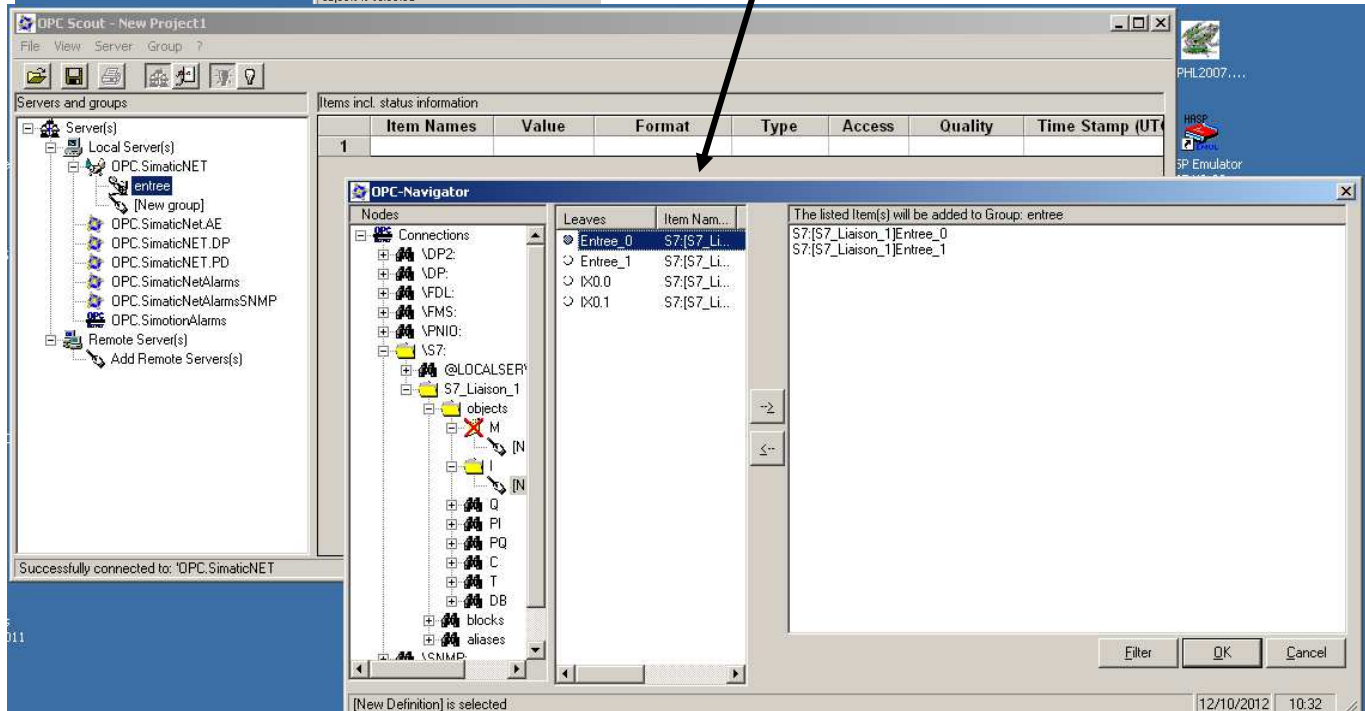 OPC Scout - New Project1
File View Server Group ?
Servers and groups
Items incl. status information
Server(s)
Local Server(s)
OPC.SimaticNET
entree
[New group]
OPC.SimaticNet.AE
OPC.SimaticNET.DP
OPC.SimaticNET.PD
OPC.SimaticNetAlarms
OPC.SimaticNetAlarmsSNMP
OPC.SimotionAlarms
Remote Server(s)
Add Remote Servers(s)
Item Names Value Format Type Access Quality Time Stamp (UT
1
Successfully connected to: 'OPC.SimaticNET
PHL2007....
HASP
SP Emulator
011
OPC-Navigator
Nodes
Connections
\DP2:
\DP:
\FDL:
\FMS:
\PNIO:
\S7:
@LOCALSER
S7_Liaison_1
objects
M
[N
I
[N
Q
PI
PQ
C
T
DB
blocks
aliases
\SNMP:
Leaves Item Nam...
Entree_0 S7:[S7_Li...
Entree_1 S7:[S7_Li...
IX0.0 S7:[S7_Li...
IX0.1 S7:[S7_Li...
-->
<--
The listed Item(s) will be added to Group: entree
S7:[S7_Liaison_1]Entree_0
S7:[S7_Liaison_1]Entree_1
Filter OK Cancel
[New Definition] is selected
12/10/2012 10:32